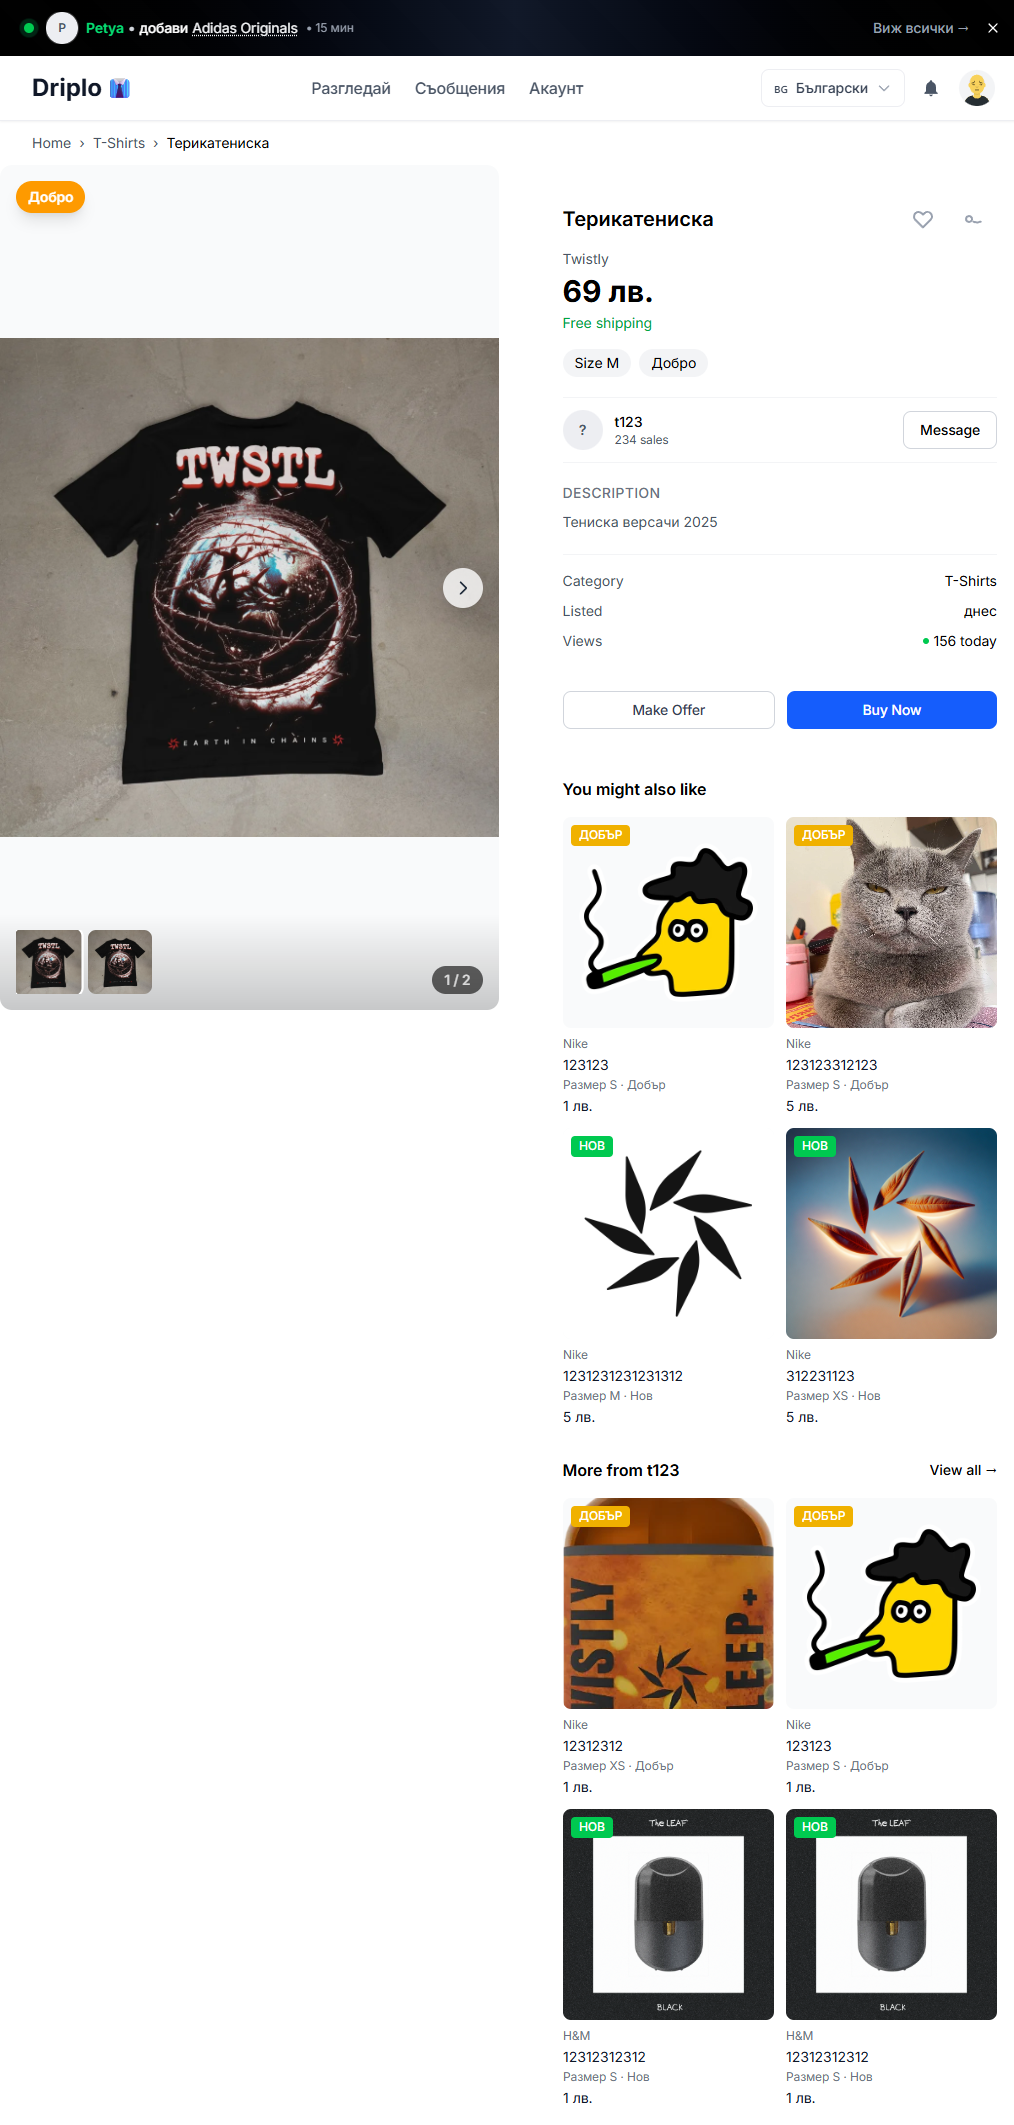 P Petya • добави Adidas Originals • 15 мин Виж всички →
Driplo Разгледай Съобщения Акаунт BG Български
Home › T-Shirts › Терикатениска
Добро
TWSTL
EARTH IN CHAINS
TWSTL TWSTL
1 / 2
Терикатениска
Twistly
69 лв.
Free shipping
Size M Добро
? t123
234 sales
Message
DESCRIPTION
Тениска версачи 2025
Category T-Shirts
Listed днес
Views 156 today
Make Offer Buy Now
You might also like
ДОБЪР ДОБЪР
Nike Nike
123123 123123312123
Размер S · Добър Размер S · Добър
1 лв. 5 лв.
НОВ НОВ
Nike Nike
1231231231231312 312231123
Размер M · Нов Размер XS · Нов
5 лв. 5 лв.
More from t123 View all →
ДОБЪР ДОБЪР
VISTLY LEEP+
Nike Nike
12312312 123123
Размер XS · Добър Размер S · Добър
1 лв. 1 лв.
НОВ The LEAF НОВ The LEAF
BLACK BLACK
H&M H&M
12312312312 12312312312
Размер S · Нов Размер S · Нов
1 лв. 1 лв.